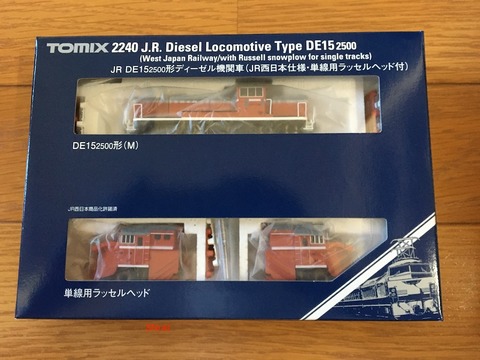 TOMIX 2240 J.R. Diesel Locomotive Type DE15 2500
(West Japan Railway/with Russell snowplow for single tracks)
JR DE15 2500形ディーゼル機関車(JR西日本仕様・単線用ラッセルヘッド付)
DE15 2500形(M)
JR西日本商品化許諾済
単線用ラッセルヘッド